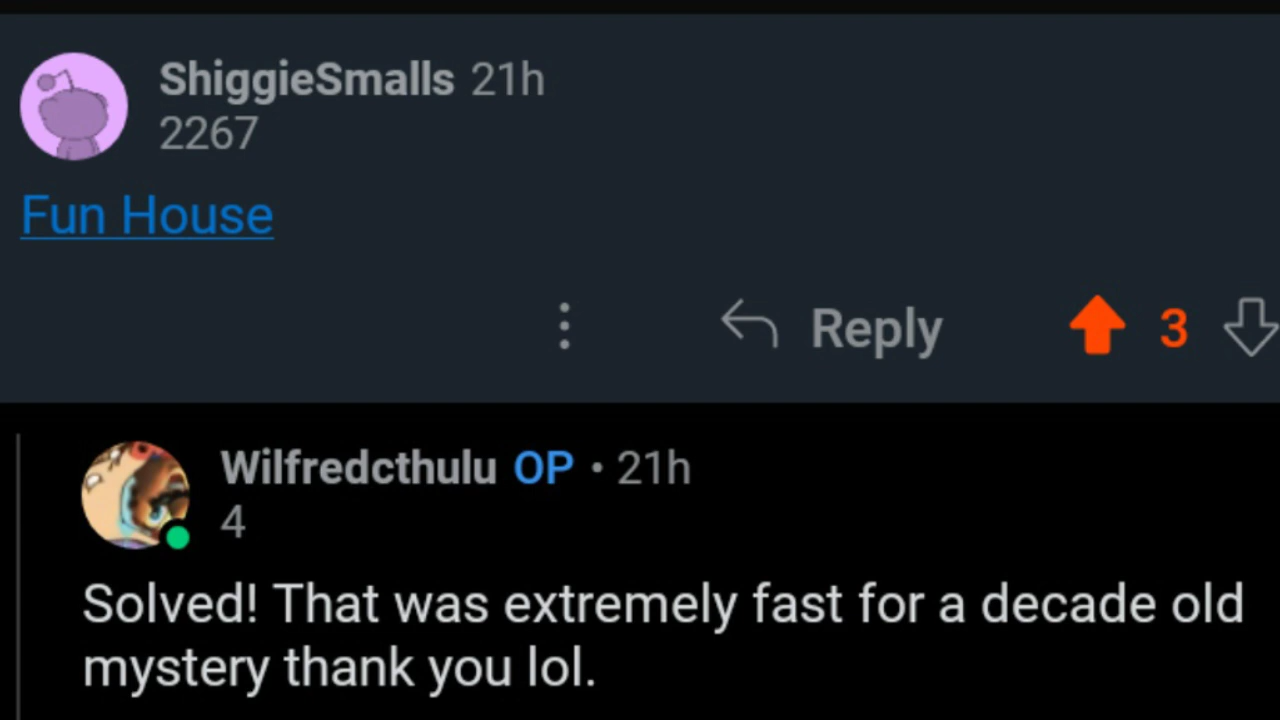 ShiggieSmalls 21h
2267
Fun House
Reply 3
Wilfredcthulu OP • 21h
4
Solved! That was extremely fast for a decade old
mystery thank you lol.